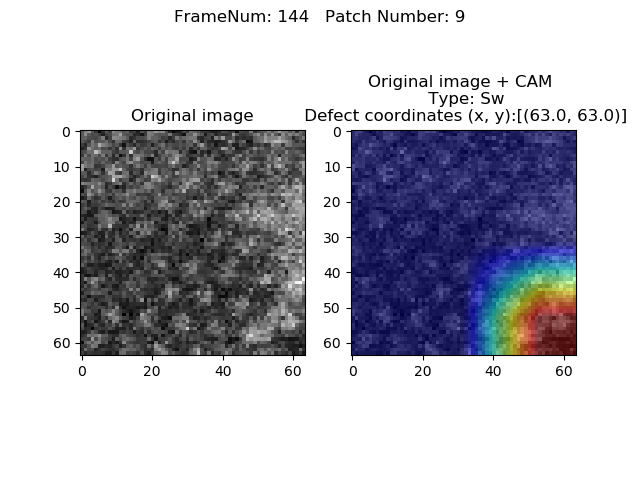 FrameNum: 144   Patch Number: 9
Original image
Original image + CAM
Type: Sw
Defect coordinates (x, y):[(63.0, 63.0)]
0
10
20
30
40
50
60
0 20 40 60
0
10
20
30
40
50
60
0 20 40 60